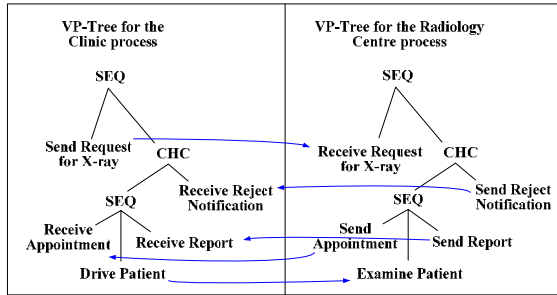 VP-Tree for the
Clinic process
SEQ
Send Request
for X-ray
CHC
Receive Reject
Notification
SEQ
Receive
Appointment
Receive Report
Drive Patient
VP-Tree for the Radiology
Centre process
SEQ
Receive Request
for X-ray
CHC
Send Reject
Notification
SEQ
Send
Appointment
Send Report
Examine Patient